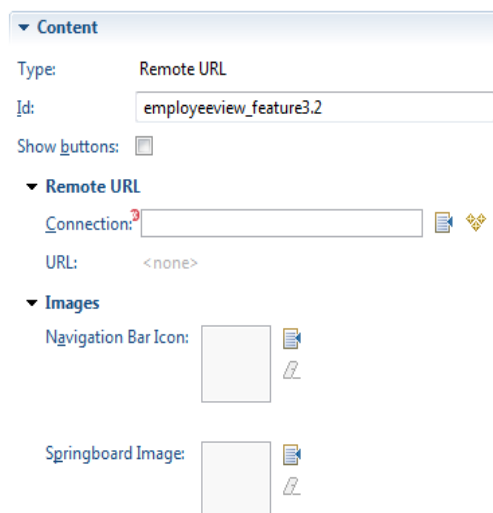 Content
Type: Remote URL
Id: employeeview_feature3.2
Show buttons:
Remote URL
Connection:
URL: <none>
Images
Navigation Bar Icon:
Springboard Image: